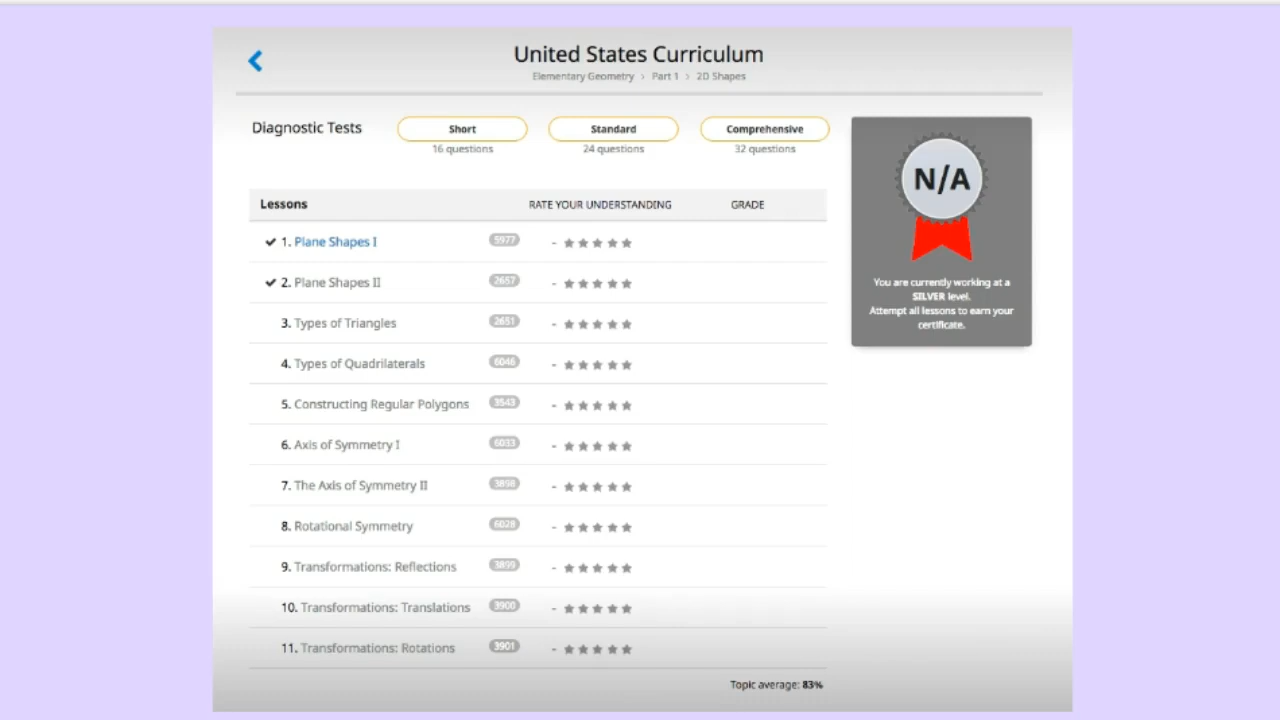 United States Curriculum
Elementary Geometry › Part 1 › 2D Shapes
Diagnostic Tests
Short
16 questions
Standard
24 questions
Comprehensive
32 questions
Lessons RATE YOUR UNDERSTANDING GRADE
1. Plane Shapes I 5977 -
2. Plane Shapes II 2657 -
3. Types of Triangles 2651 -
4. Types of Quadrilaterals 6046 -
5. Constructing Regular Polygons 3543 -
6. Axis of Symmetry I 6033 -
7. The Axis of Symmetry II 3898 -
8. Rotational Symmetry 6028 -
9. Transformations: Reflections 3899 -
10. Transformations: Translations 3900 -
11. Transformations: Rotations 3901 -
Topic average: 83%
N/A
You are currently working at a
SILVER level.
Attempt all lessons to earn your
certificate.